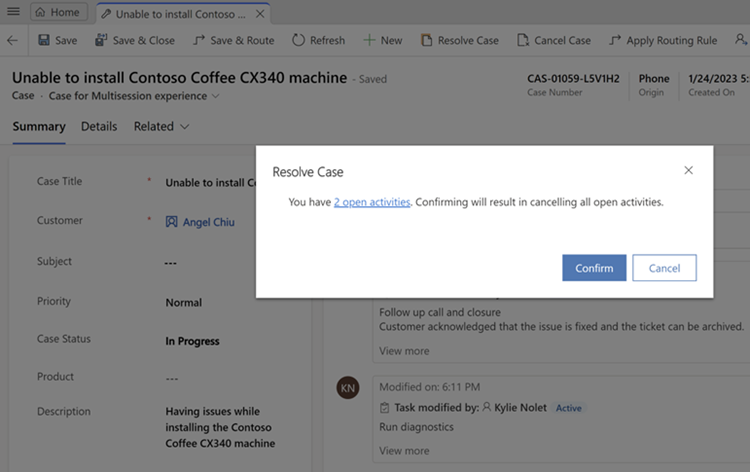 Home
Unable to install Contoso ...
Save
Save & Close
Save & Route
Refresh
New
Resolve Case
Cancel Case
Apply Routing Rule
Unable to install Contoso Coffee CX340 machine - Saved
Case · Case for Multisession experience
CAS-01059-L5V1H2
Case Number
Phone
Origin
1/24/2023 5:
Created On
Summary
Details
Related
Case Title * Unable to install Co
Customer * Angel Chiu
Subject ---
Priority Normal
Case Status In Progress
Product ---
Description Having issues while
installing the Contoso
Coffee CX340 machine
Resolve Case
You have 2 open activities. Confirming will result in cancelling all open activities.
Confirm
Cancel
Follow up call and closure
Customer acknowledged that the issue is fixed and the ticket can be archived.
View more
KN
Modified on: 6:11 PM
Task modified by: Kylie Nolet Active
Run diagnostics
View more